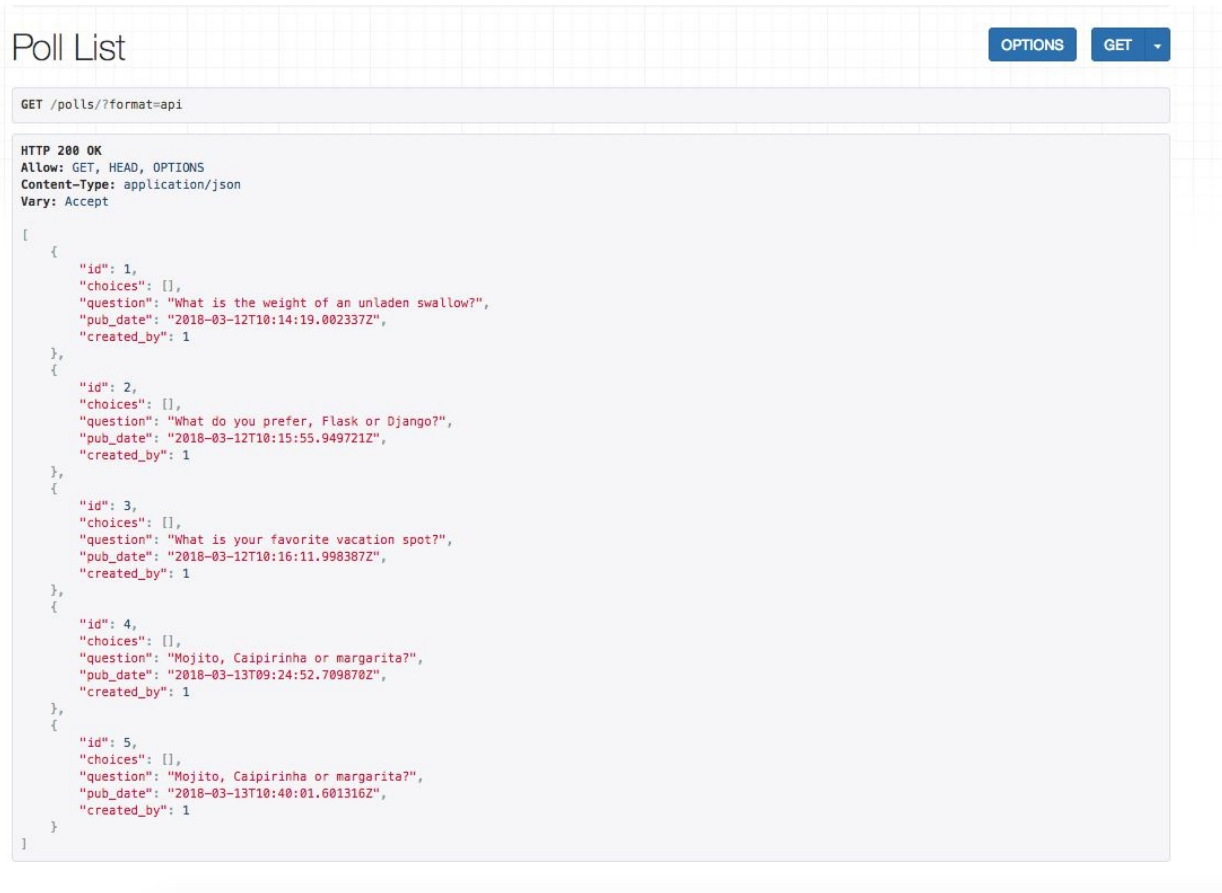 Poll List
OPTIONS
GET
GET /polls/?format=api
HTTP 200 OK
Allow: GET, HEAD, OPTIONS
Content-Type: application/json
Vary: Accept
[
    {
        "id": 1,
        "choices": [],
        "question": "What is the weight of an unladen swallow?",
        "pub_date": "2018-03-12T10:14:19.002337Z",
        "created_by": 1
    },
    {
        "id": 2,
        "choices": [],
        "question": "What do you prefer, Flask or Django?",
        "pub_date": "2018-03-12T10:15:55.949721Z",
        "created_by": 1
    },
    {
        "id": 3,
        "choices": [],
        "question": "What is your favorite vacation spot?",
        "pub_date": "2018-03-12T10:16:11.998387Z",
        "created_by": 1
    },
    {
        "id": 4,
        "choices": [],
        "question": "Mojito, Caipirinha or margarita?",
        "pub_date": "2018-03-13T09:24:52.709870Z",
        "created_by": 1
    },
    {
        "id": 5,
        "choices": [],
        "question": "Mojito, Caipirinha or margarita?",
        "pub_date": "2018-03-13T10:40:01.601316Z",
        "created_by": 1
    }
]